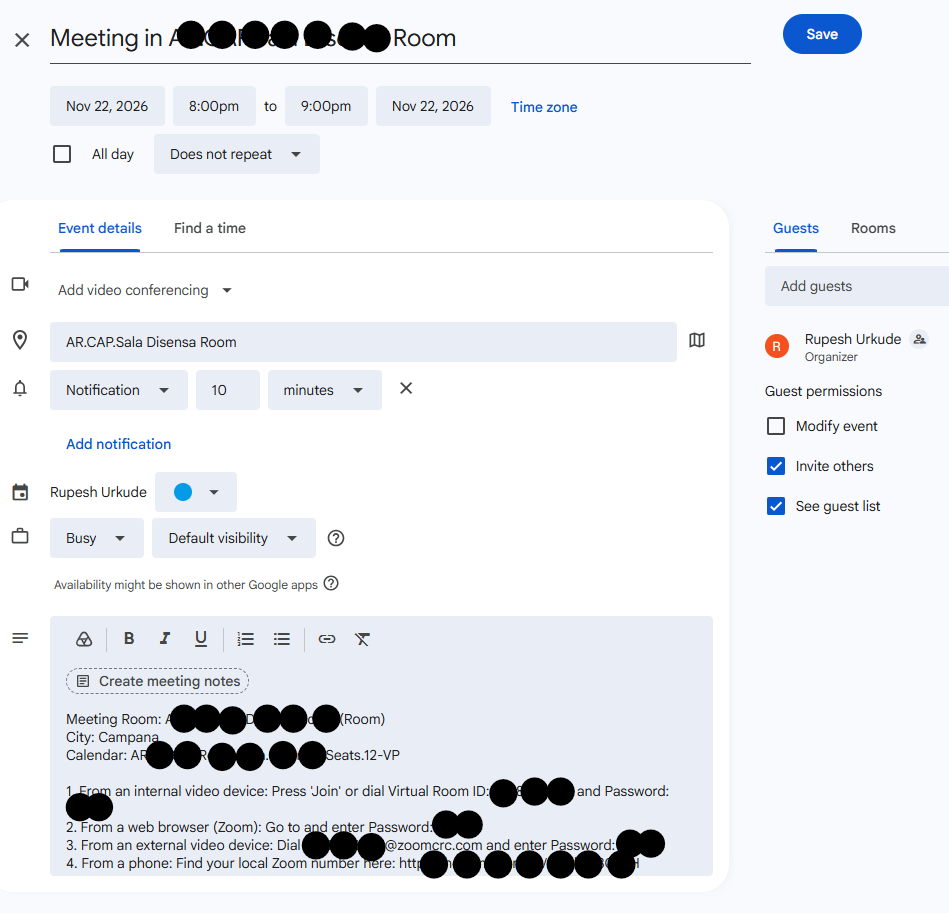 Meeting in Room
Save
Nov 22, 2026 8:00pm to 9:00pm Nov 22, 2026 Time zone
All day Does not repeat
Event details Find a time
Guests Rooms
Add video conferencing
Add guests
AR.CAP.Sala Disensa Room
R Rupesh Urkude
Organizer
Notification 10 minutes
Guest permissions
Modify event
Add notification
Invite others
Rupesh Urkude
See guest list
Busy Default visibility
Availability might be shown in other Google apps
B I U
Create meeting notes
Meeting Room: (Room)
City: Campana
Calendar: Seats.12-VP
1. From an internal video device: Press 'Join' or dial Virtual Room ID: and Password:
2. From a web browser (Zoom): Go to and enter Password:
3. From an external video device: Dial @zoomcrc.com and enter Password:
4. From a phone: Find your local Zoom number here: